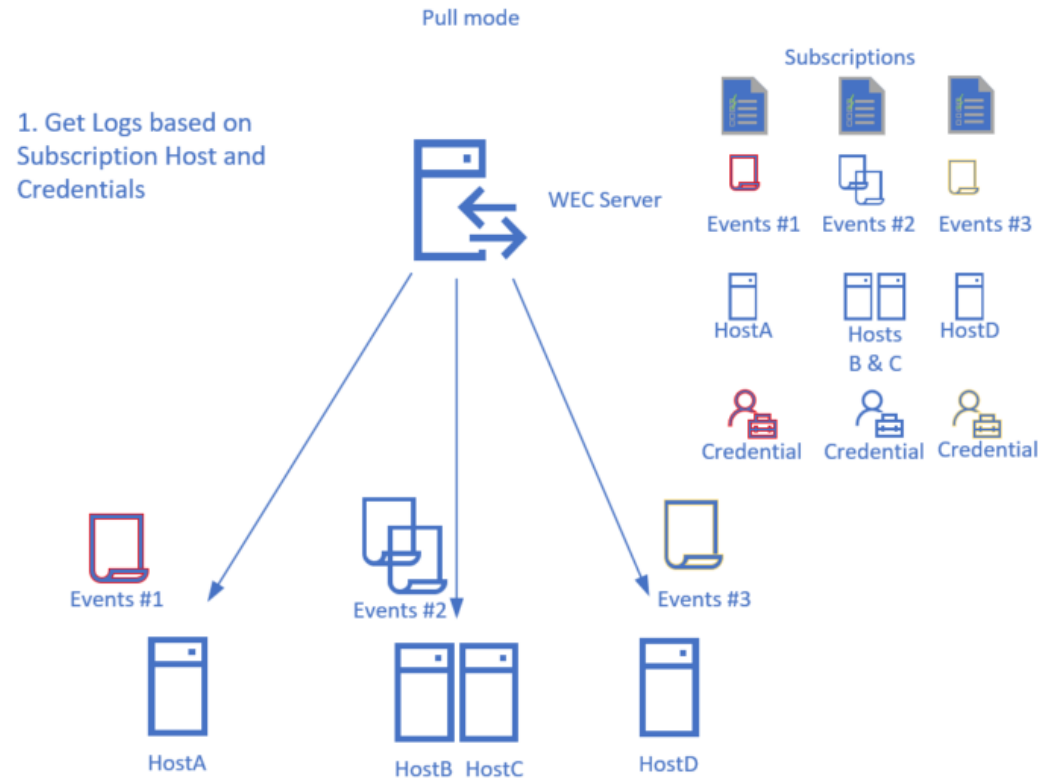 Pull mode
Subscriptions
1. Get Logs based on
Subscription Host and
Credentials
WEC Server
Events #1
Events #2
Events #3
HostA
Hosts
B & C
HostD
Credential
Credential
Credential
Events #1
Events #2
Events #3
HostA
HostB
HostC
HostD